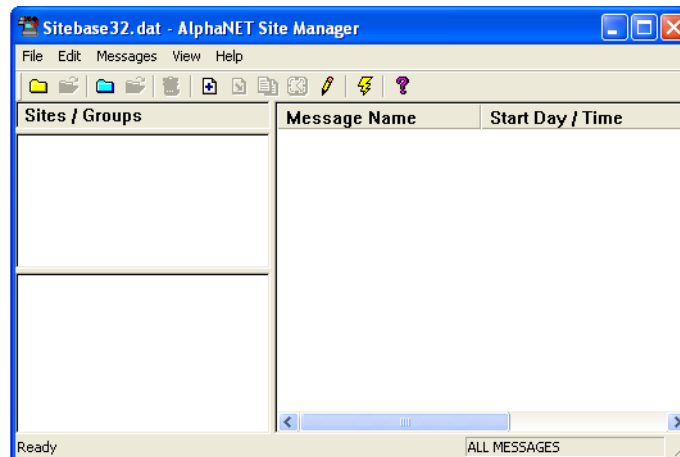 Sitebase32.dat - AlphaNET Site Manager
File Edit Messages View Help
Sites / Groups
Message Name Start Day / Time
Ready ALL MESSAGES